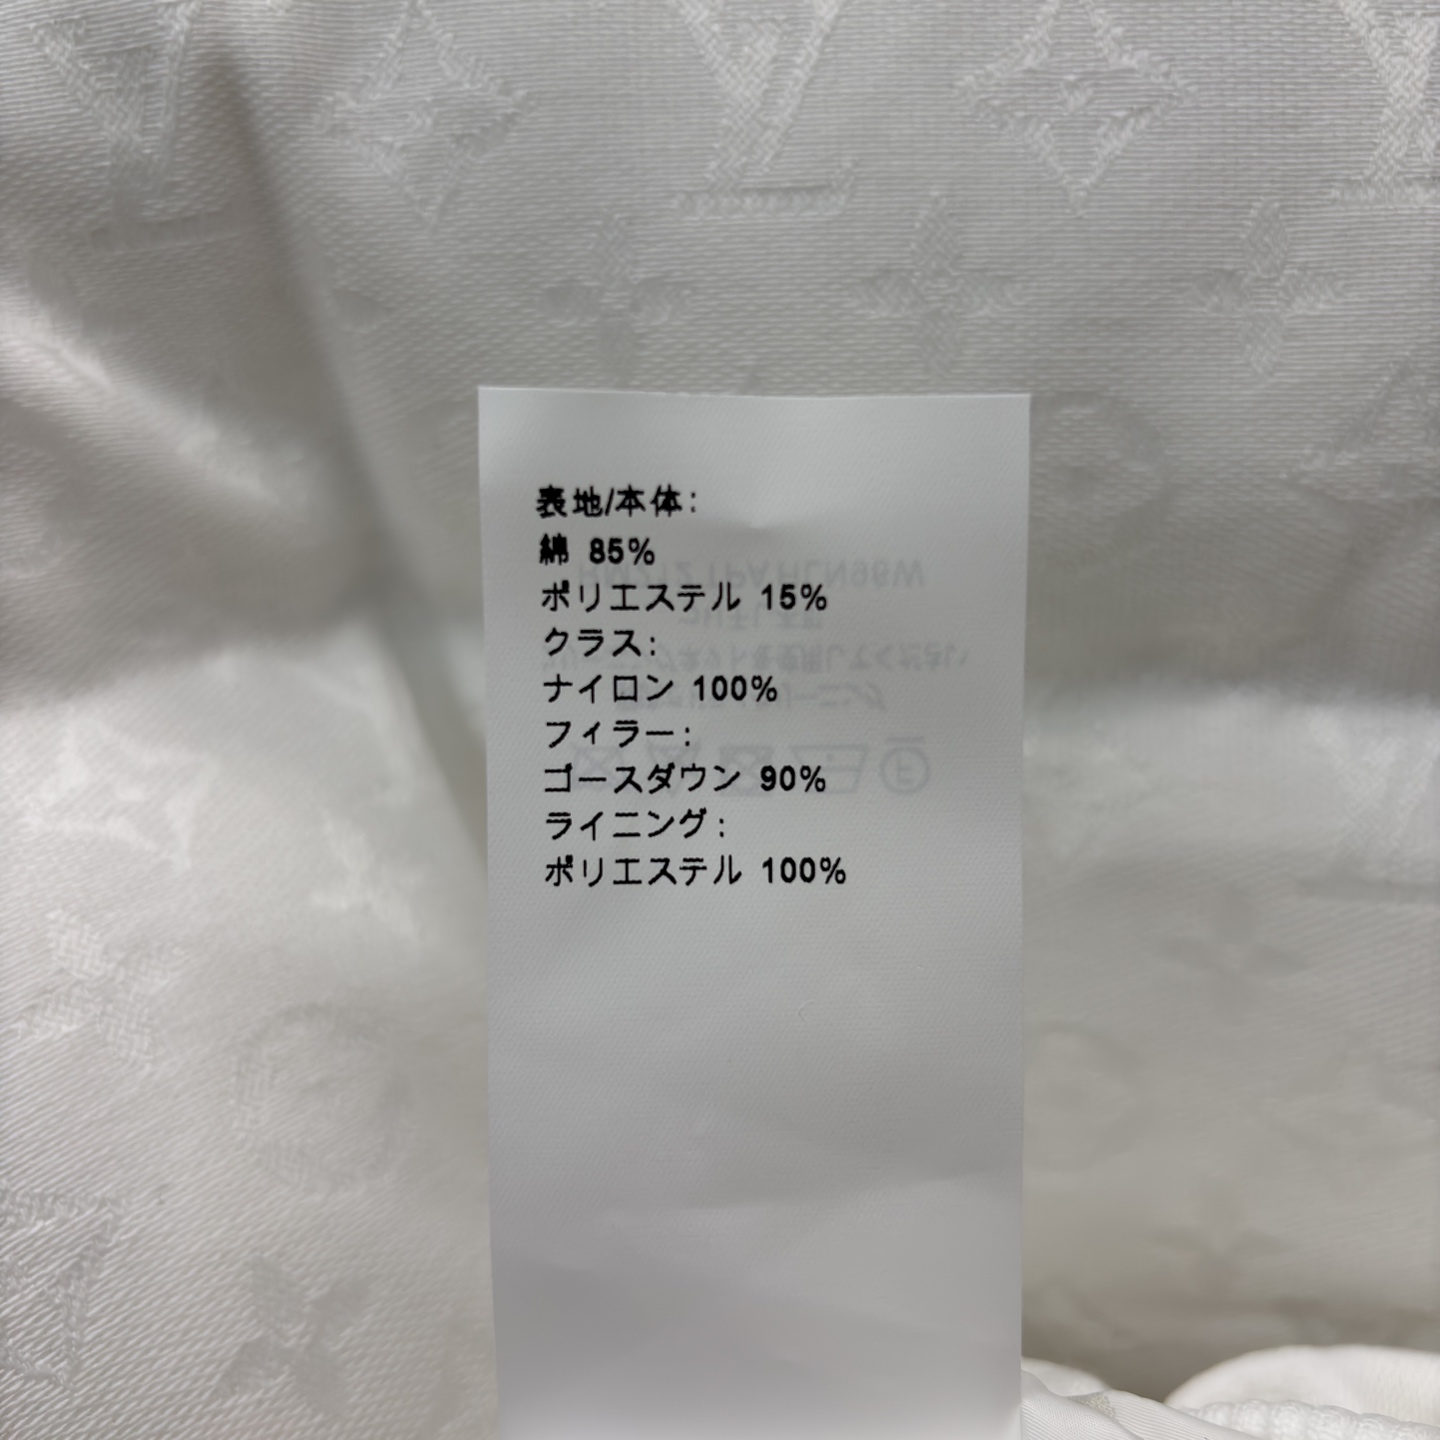 表地/本体:
綿 85%
ポリエステル 15%
クラス:
ナイロン 100%
フィラー:
ゴースダウン 90%
ライニング:
ポリエステル 100%